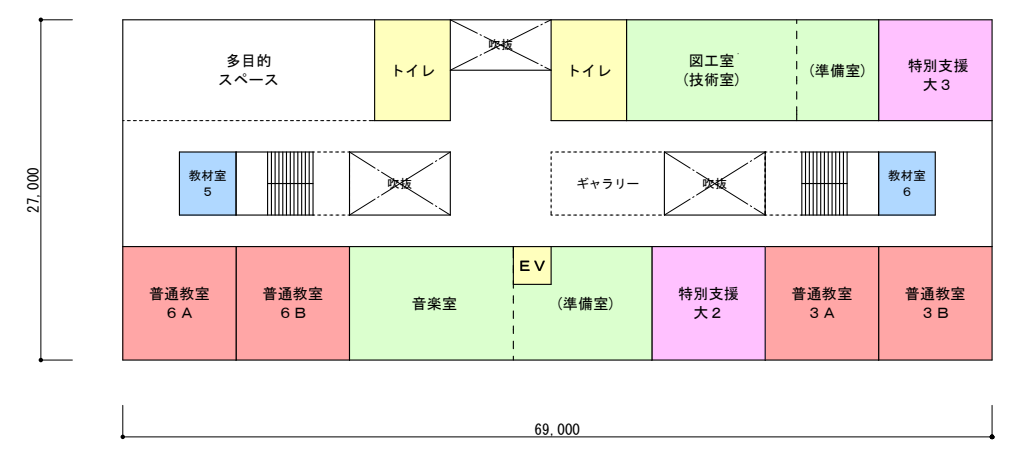 吹抜
多目的
スペース
トイレ
トイレ
図工室
(技術室)
(準備室)
特別支援
大3
教材室
5
吹抜
ギャラリー
吹抜
教材室
6
27,000
EV
普通教室
6A
普通教室
6B
音楽室
(準備室)
特別支援
大2
普通教室
3A
普通教室
3B
69,000